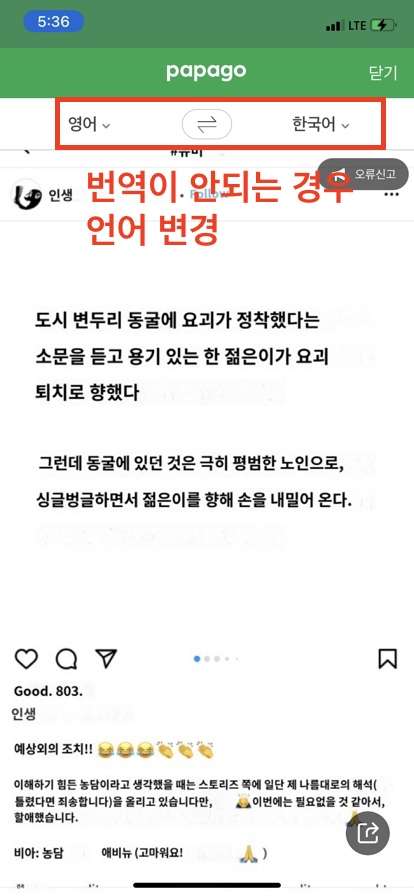 5:36
LTE
papago
닫기
영어
한국어
번역이 안되는 경우
언어 변경
오류신고
인생
도시 변두리 동굴에 요괴가 정착했다는
소문을 듣고 용기 있는 한 젊은이가 요괴
퇴치로 향했다
그런데 동굴에 있던 것은 극히 평범한 노인으로,
싱글벙글하면서 젊은이를 향해 손을 내밀어 온다.
Good. 803.
인생
예상외의 조치!! 😂😂😂👏👏👏
이해하기 힘든 농담이라고 생각했을 때는 스토리즈 쪽에 일단 제 나름대로의 해석(
틀렸다면 죄송합니다)을 올리고 있습니다만, 🙇이번에는 필요없을 것 같아서,
할애했습니다. 🙏
비아: 농담 애비뉴 (고마워요! 🙏 )